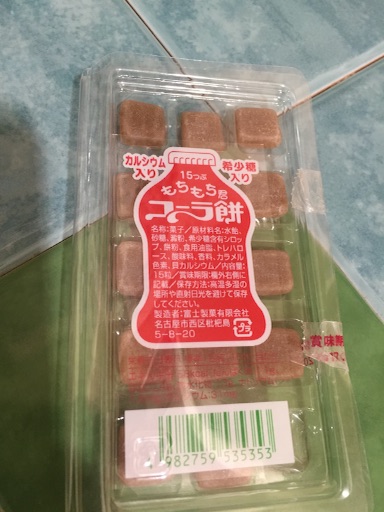 カルシウム
入り
希少糖
入り
15つぶ
もちもち君
コーラ餅
名称:菓子/原材料名:水飴、
砂糖、澱粉、希少糖含有シロッ
プ、餅粉、食用油脂、トレハロ
ース、酸味料、香料、カラメル
色素、貝カルシウム/内容量:
15粒/賞味期限:欄外右側に
記載/保存方法:高温多湿の
場所や直射日光を避けて保存
してください。
製造者:富士製菓有限会社
名古屋市西区枇杷島
5-8-20
プラ
賞味期
982759 535353